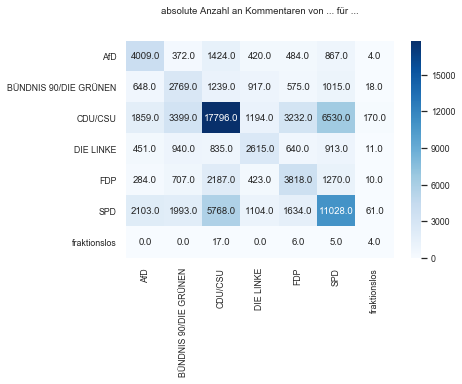 absolute Anzahl an Kommentaren von ... für ...
AfD 4009.0 372.0 1424.0 420.0 484.0 867.0 4.0
BÜNDNIS 90/DIE GRÜNEN 648.0 2769.0 1239.0 917.0 575.0 1015.0 18.0
CDU/CSU 1859.0 3399.0 17796.0 1194.0 3232.0 6530.0 170.0
DIE LINKE 451.0 940.0 835.0 2615.0 640.0 913.0 11.0
FDP 284.0 707.0 2187.0 423.0 3818.0 1270.0 10.0
SPD 2103.0 1993.0 5768.0 1104.0 1634.0 11028.0 61.0
fraktionslos 0.0 0.0 17.0 0.0 6.0 5.0 4.0
AfD
BÜNDNIS 90/DIE GRÜNEN
CDU/CSU
DIE LINKE
FDP
SPD
fraktionslos
15000
12000
9000
6000
3000
0